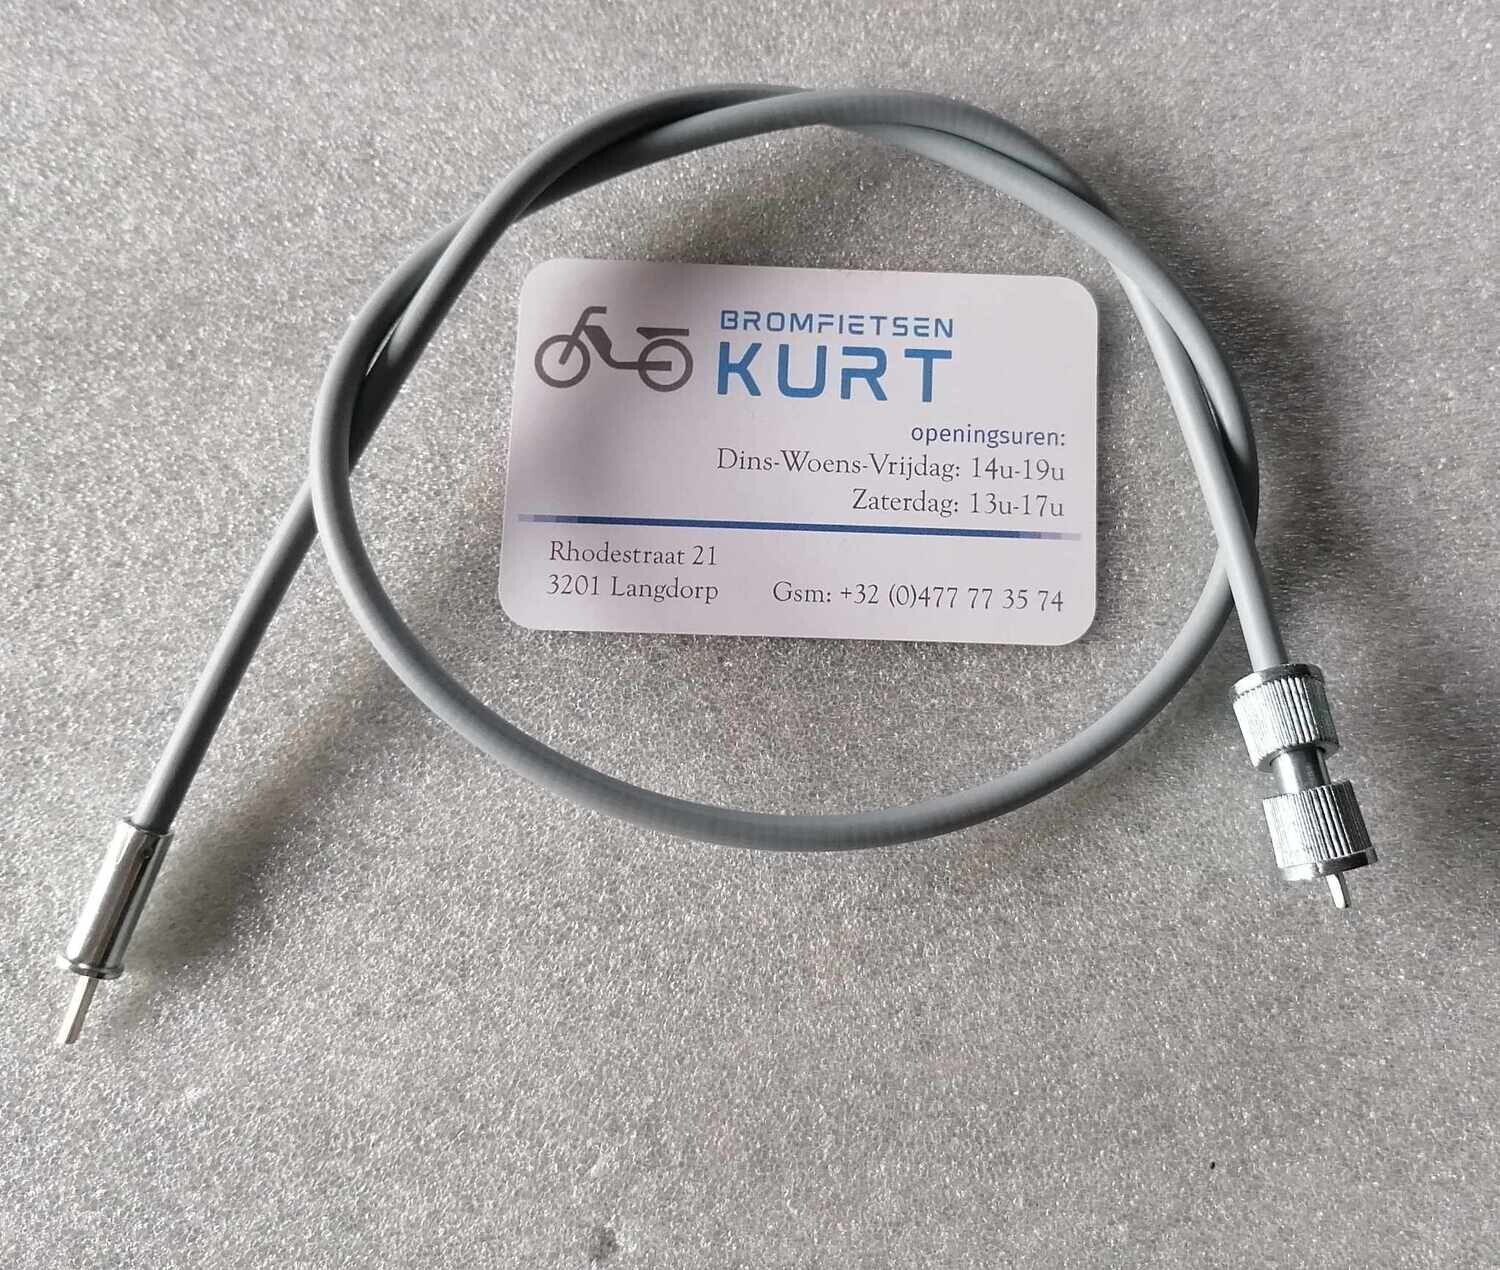 BROMFIETSEN
KURT
openingsuren:
Dins-Woens-Vrijdag: 14u-19u
Zaterdag: 13u-17u
Rhodestraat 21
3201 Langdorp Gsm: +32 (0)477 77 35 74